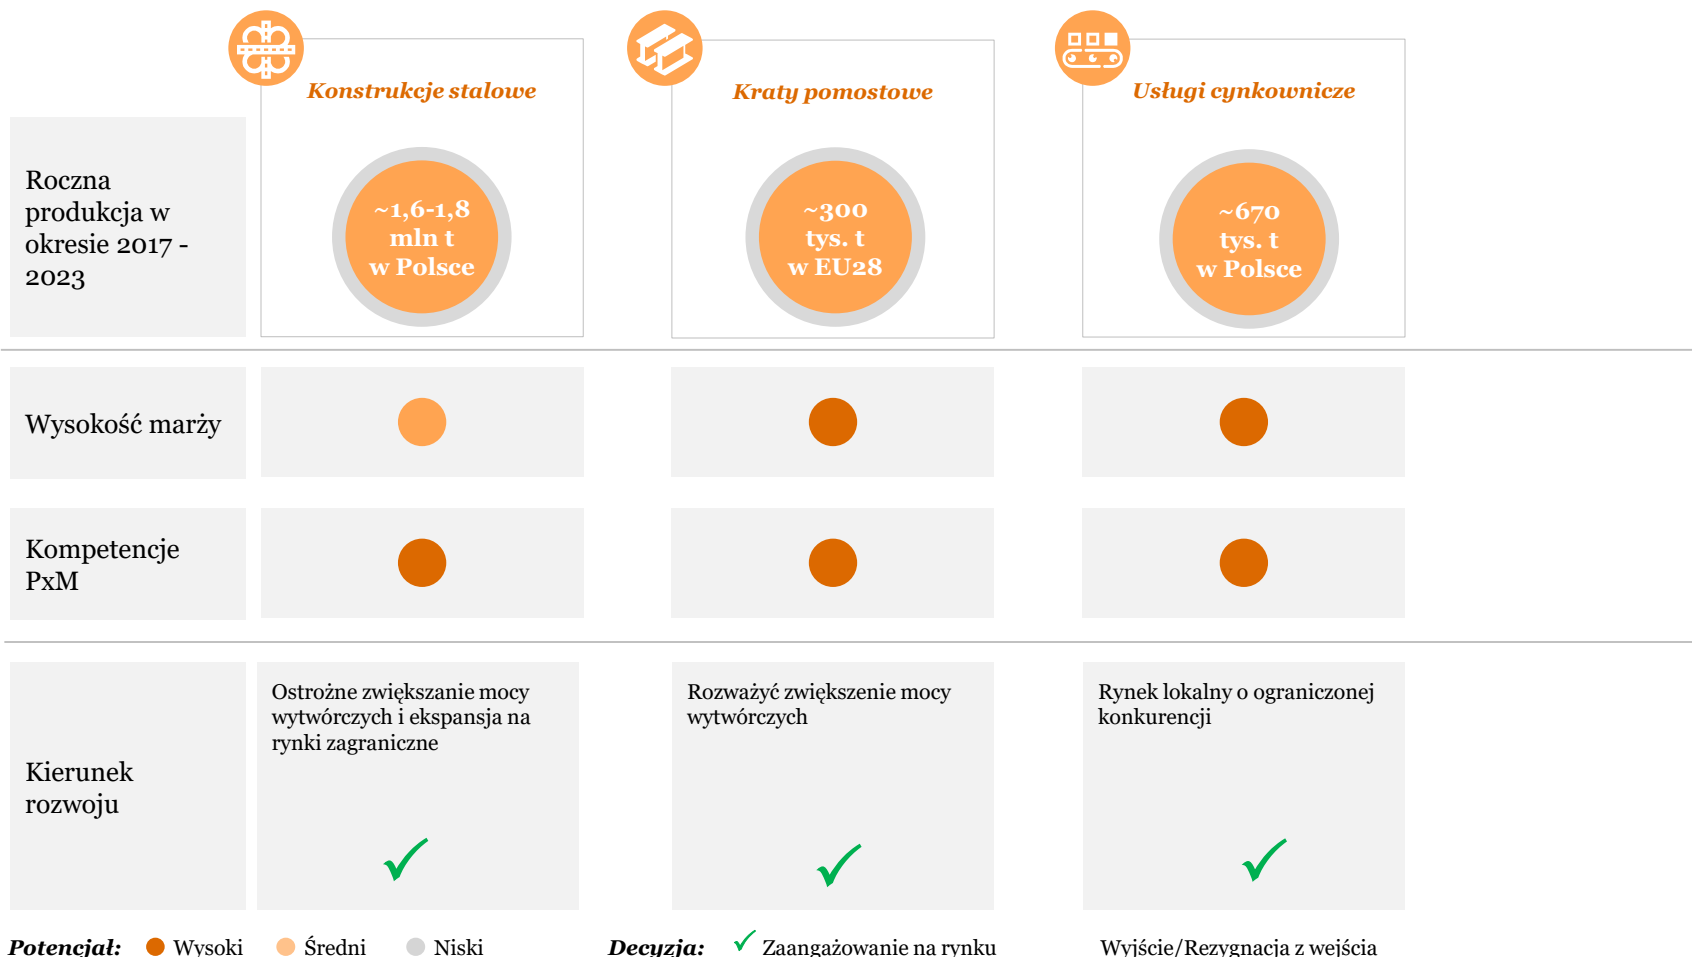 Konstrukcje stalowe
Kraty pomostowe
Usługi cynkownicze
Roczna
produkcja w
okresie 2017 -
2023
~1,6-1,8
mln t
w Polsce
~300
tys. t
w EU28
~670
tys. t
w Polsce
Wysokość marży
Kompetencje
PxM
Kierunek
rozwoju
Ostrożne zwiększanie mocy
wytwórczych i ekspansja na
rynki zagraniczne
Rozważyć zwiększenie mocy
wytwórczych
Rynek lokalny o ograniczonej
konkurencji
Potencjał: Wysoki Średni Niski
Decyzja: Zaangażowanie na rynku
Wyjście/Rezygnacja z wejścia